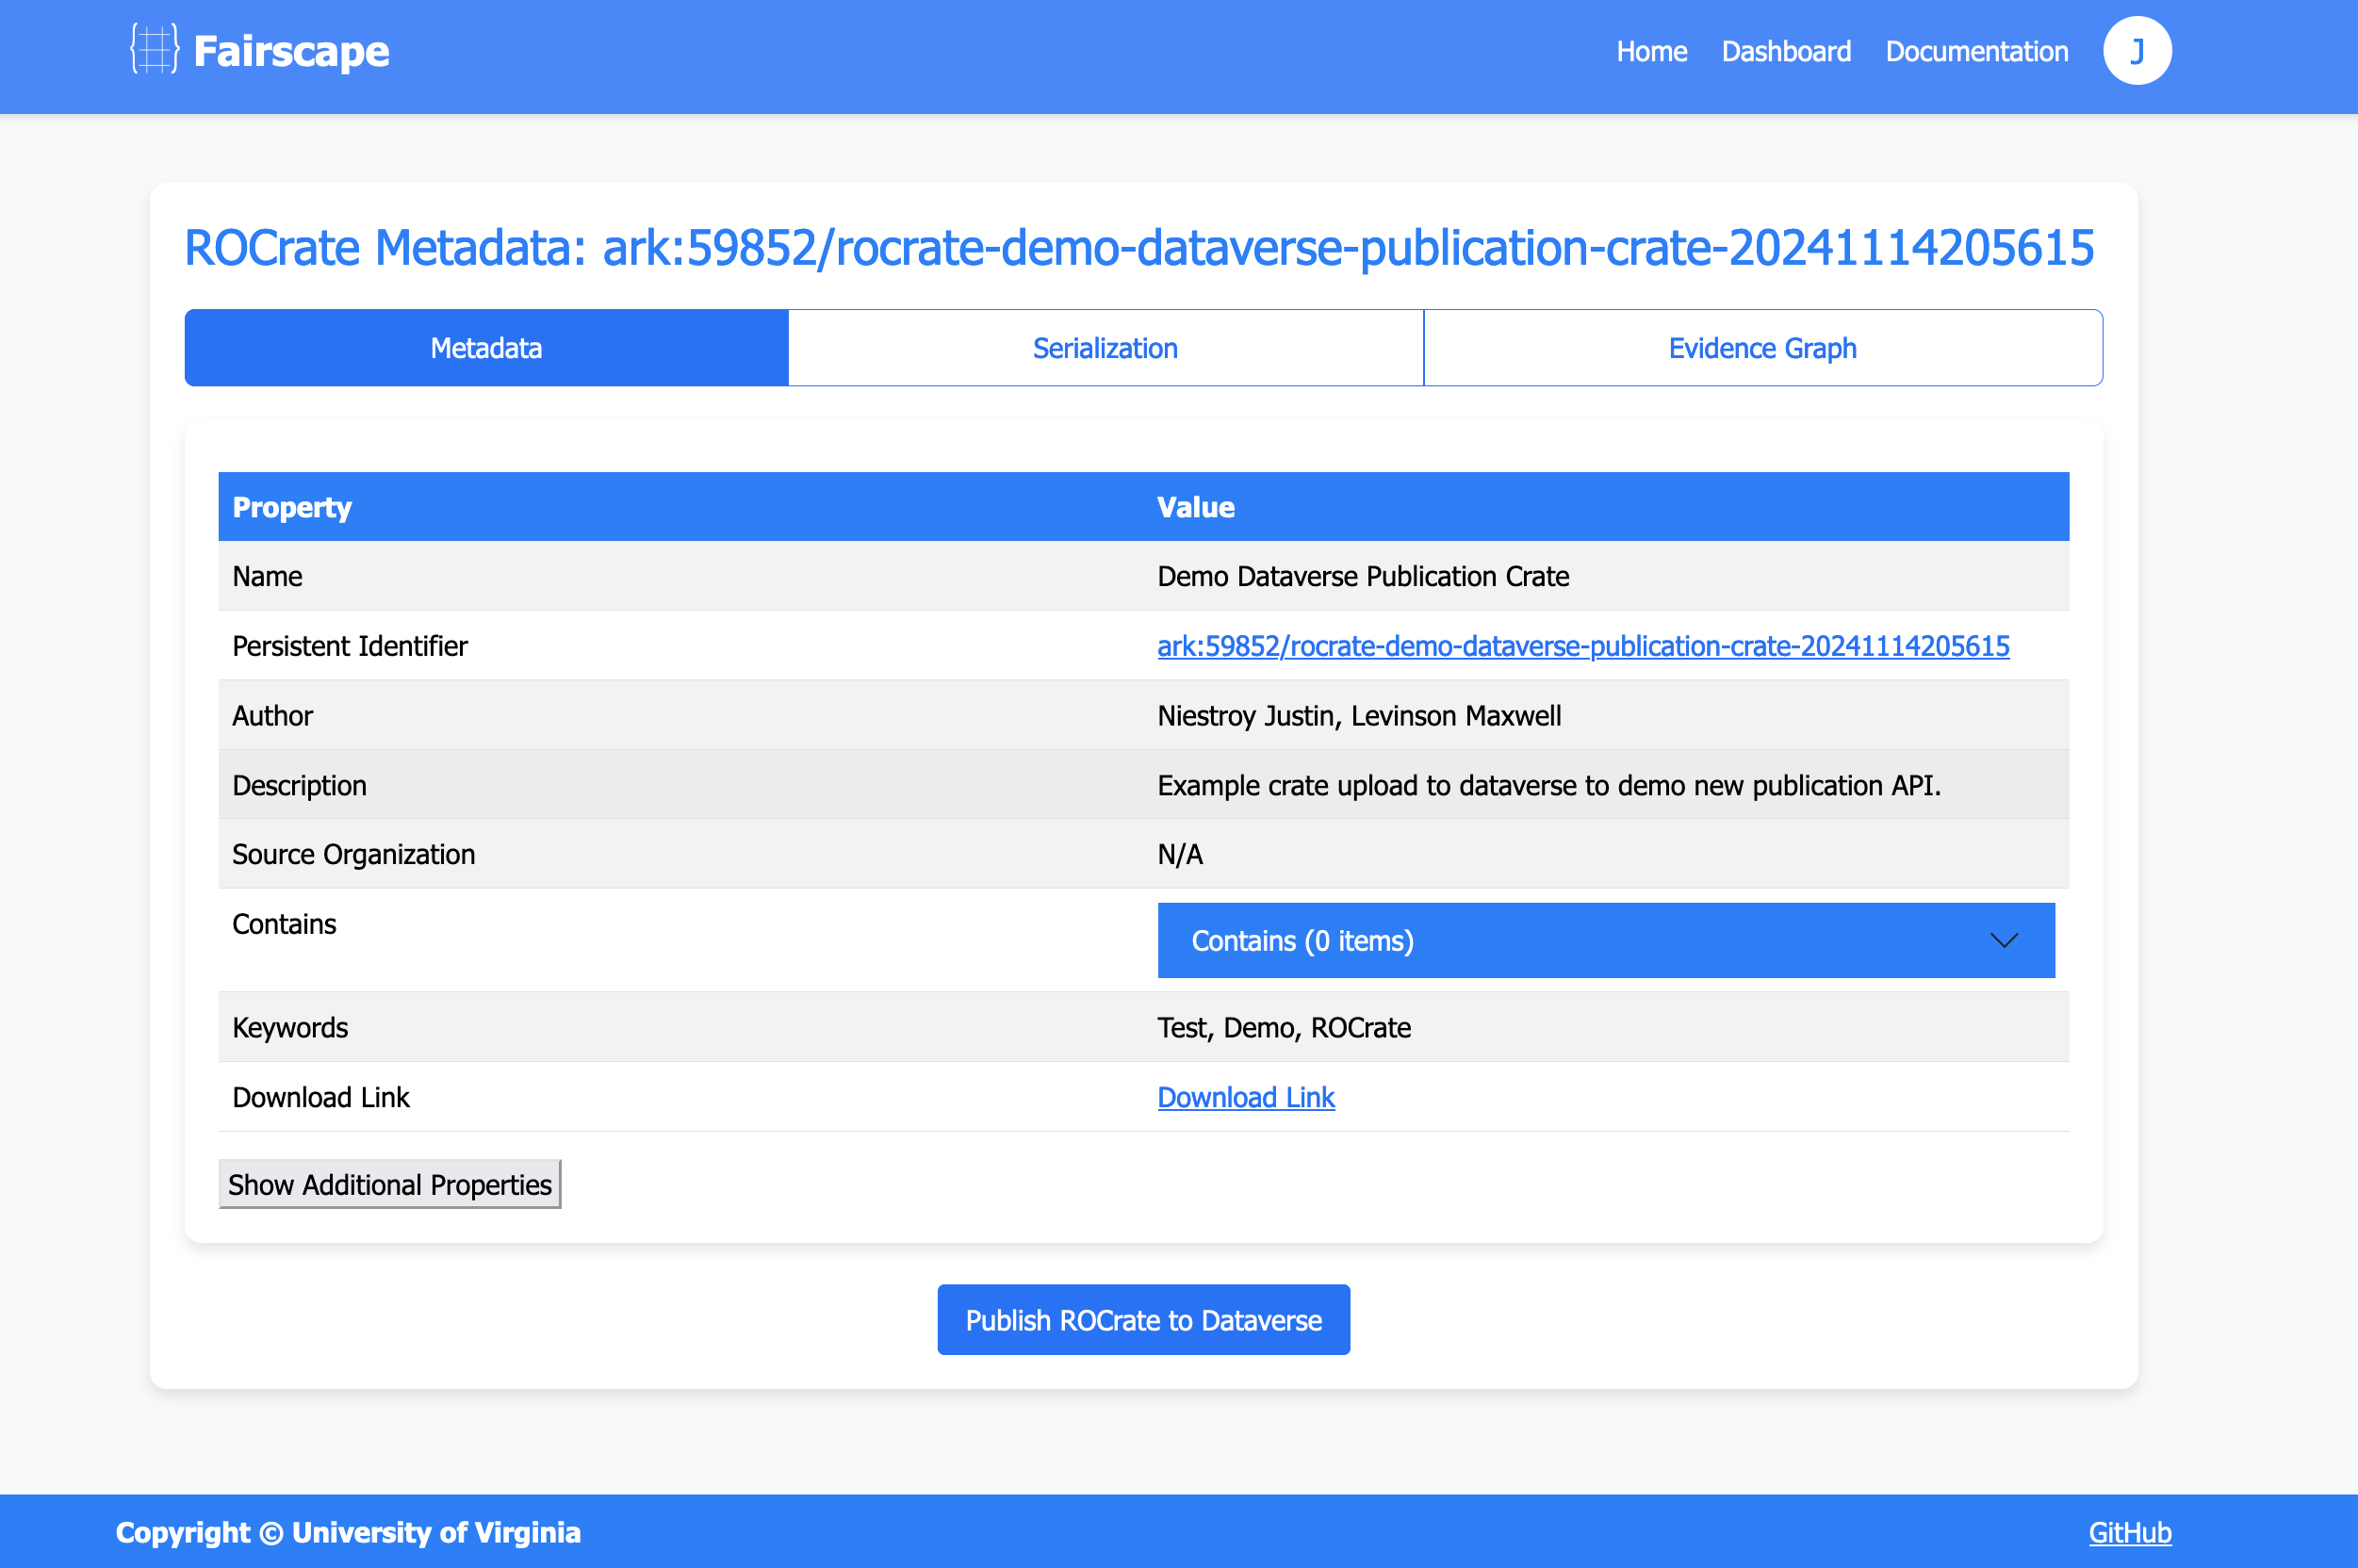 Fairscape Home Dashboard Documentation J
ROCrate Metadata: ark:59852/rocrate-demo-dataverse-publication-crate-20241114205615
Metadata Serialization Evidence Graph
Property Value
Name Demo Dataverse Publication Crate
Persistent Identifier ark:59852/rocrate-demo-dataverse-publication-crate-20241114205615
Author Niestroy Justin, Levinson Maxwell
Description Example crate upload to dataverse to demo new publication API.
Source Organization N/A
Contains Contains (0 items)
Keywords Test, Demo, ROCrate
Download Link Download Link
Show Additional Properties
Publish ROCrate to Dataverse
Copyright © University of Virginia GitHub